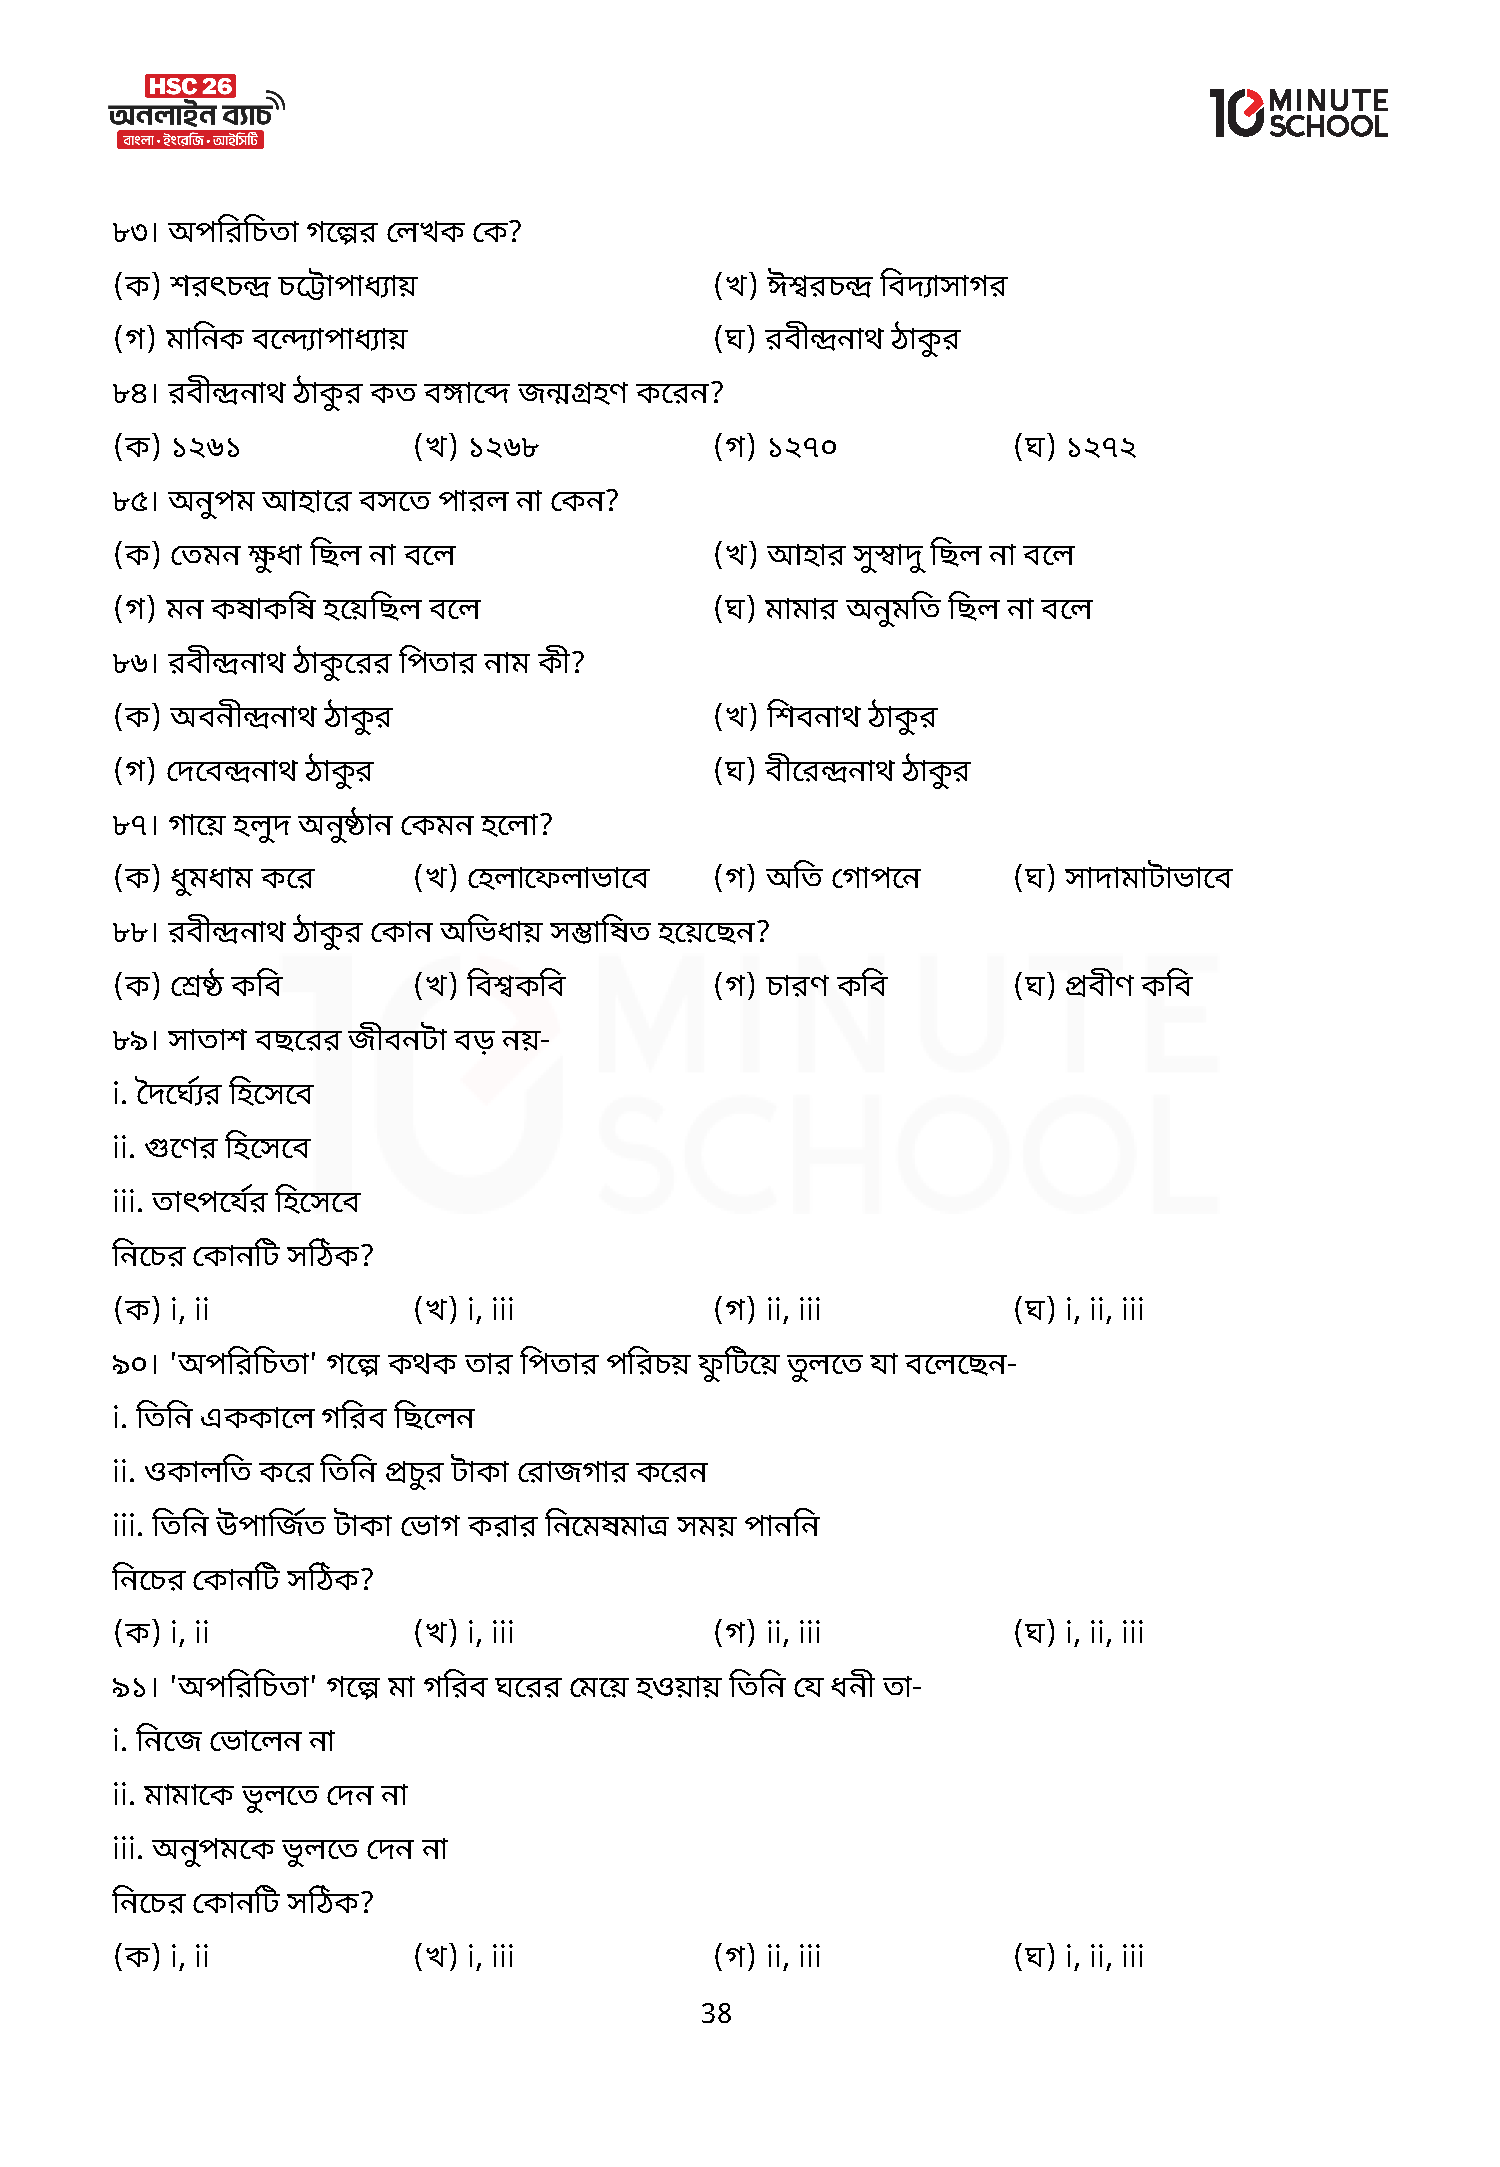 HSC 26
অনলাইন ব্যাচ
বাংলা • ইংরেজি • আইসিটি
10 MINUTE SCHOOL
৮৩। অপরিচিতা গল্পের লেখক কে?
(ক) শরৎচন্দ্র চট্টোপাধ্যায় (খ) ঈশ্বরচন্দ্র বিদ্যাসাগর
(গ) মানিক বন্দ্যোপাধ্যায় (ঘ) রবীন্দ্রনাথ ঠাকুর
৮৪। রবীন্দ্রনাথ ঠাকুর কত বঙ্গাব্দে জন্মগ্রহণ করেন?
(ক) ১২৬১ (খ) ১২৬৮ (গ) ১২৭০ (ঘ) ১২৭২
৮৫। অনুপম আহারে বসতে পারল না কেন?
(ক) তেমন ক্ষুধা ছিল না বলে (খ) আহার সুস্বাদু ছিল না বলে
(গ) মন কষাকষি হয়েছিল বলে (ঘ) মামার অনুমতি ছিল না বলে
৮৬। রবীন্দ্রনাথ ঠাকুরের পিতার নাম কী?
(ক) অবনীন্দ্রনাথ ঠাকুর (খ) শিবনাথ ঠাকুর
(গ) দেবেন্দ্রনাথ ঠাকুর (ঘ) বীরেন্দ্রনাথ ঠাকুর
৮৭। গায়ে হলুদ অনুষ্ঠান কেমন হলো?
(ক) ধুমধাম করে (খ) হেলাফেলাভাবে (গ) অতি গোপনে (ঘ) সাদামাটাভাবে
৮৮। রবীন্দ্রনাথ ঠাকুর কোন অভিধায় সম্ভাষিত হয়েছেন?
(ক) শ্রেষ্ঠ কবি (খ) বিশ্বকবি (গ) চারণ কবি (ঘ) প্রবীণ কবি
৮৯। সাতাশ বছরের জীবনটা বড় নয়-
i. দৈর্ঘ্যের হিসেবে
ii. গুণের হিসেবে
iii. তাৎপর্যের হিসেবে
নিচের কোনটি সঠিক?
(ক) i, ii (খ) i, iii (গ) ii, iii (ঘ) i, ii, iii
৯০। 'অপরিচিতা' গল্পে কথক তার পিতার পরিচয় ফুটিয়ে তুলতে যা বলেছেন-
i. তিনি এককালে গরিব ছিলেন
ii. ওকালতি করে তিনি প্রচুর টাকা রোজগার করেন
iii. তিনি উপার্জিত টাকা ভোগ করার নিমেষমাত্র সময় পাননি
নিচের কোনটি সঠিক?
(ক) i, ii (খ) i, iii (গ) ii, iii (ঘ) i, ii, iii
৯১। 'অপরিচিতা' গল্পে মা গরিব ঘরের মেয়ে হওয়ায় তিনি যে ধনী তা-
i. নিজে ভোলেন না
ii. মামাকে ভুলতে দেন না
iii. অনুপমকে ভুলতে দেন না
নিচের কোনটি সঠিক?
(ক) i, ii (খ) i, iii (গ) ii, iii (ঘ) i, ii, iii
38